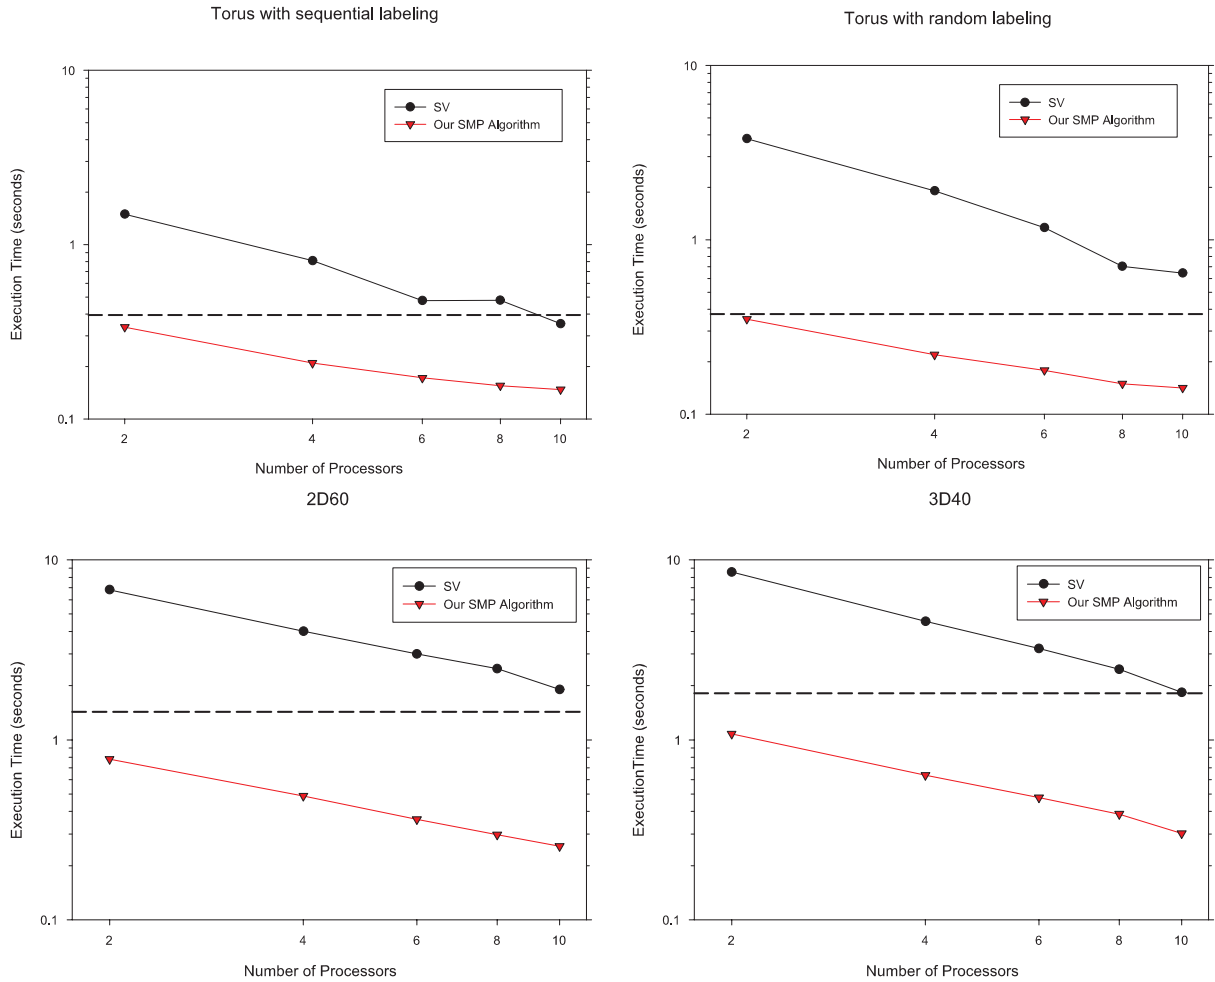 Torus with sequential labeling
10
1
0.1
Execution Time (seconds)
SV
Our SMP Algorithm
2
4
6
8
10
Number of Processors
Torus with random labeling
10
1
0.1
Execution Time (seconds)
SV
Our SMP Algorithm
2
4
6
8
10
Number of Processors
2D60
10
1
0.1
Execution Time (seconds)
SV
Our SMP Algorithm
2
4
6
8
10
Number of Processors
3D40
10
1
0.1
ExecutionTime (seconds)
SV
Our SMP Algorithm
2
4
6
8
10
Number of Processors